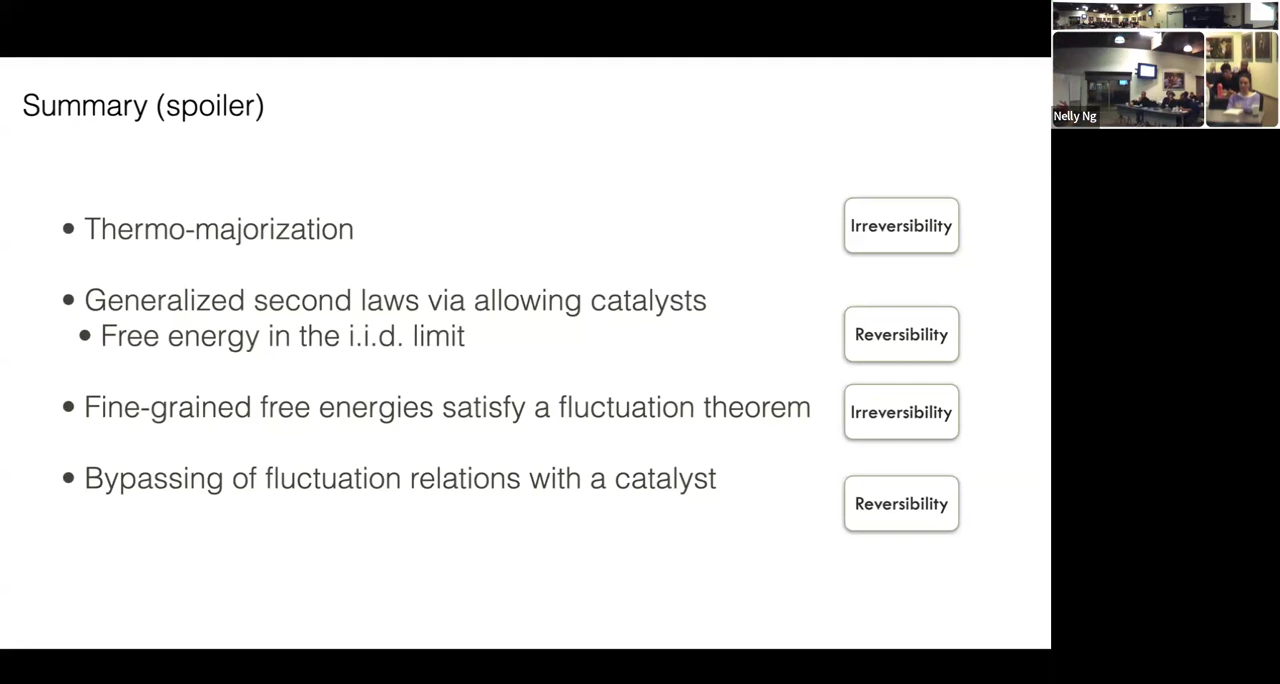 Summary (spoiler)
• Thermo-majorization
Irreversibility
• Generalized second laws via allowing catalysts
• Free energy in the i.i.d. limit
Reversibility
• Fine-grained free energies satisfy a fluctuation theorem
Irreversibility
• Bypassing of fluctuation relations with a catalyst
Reversibility
Nelly Ng